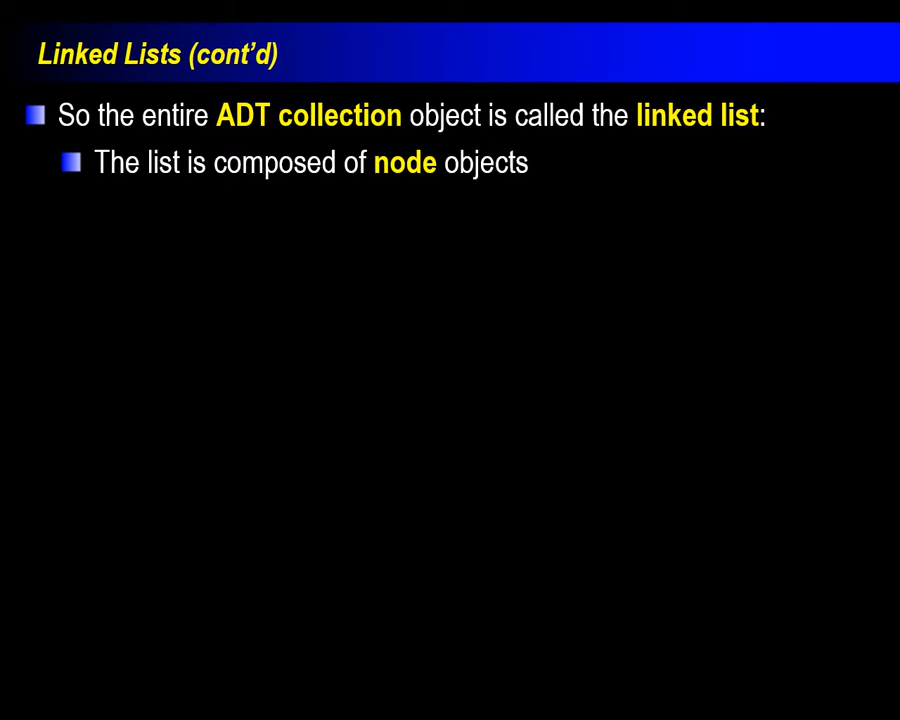 Linked Lists (cont’d)
So the entire ADT collection object is called the linked list:
The list is composed of node objects